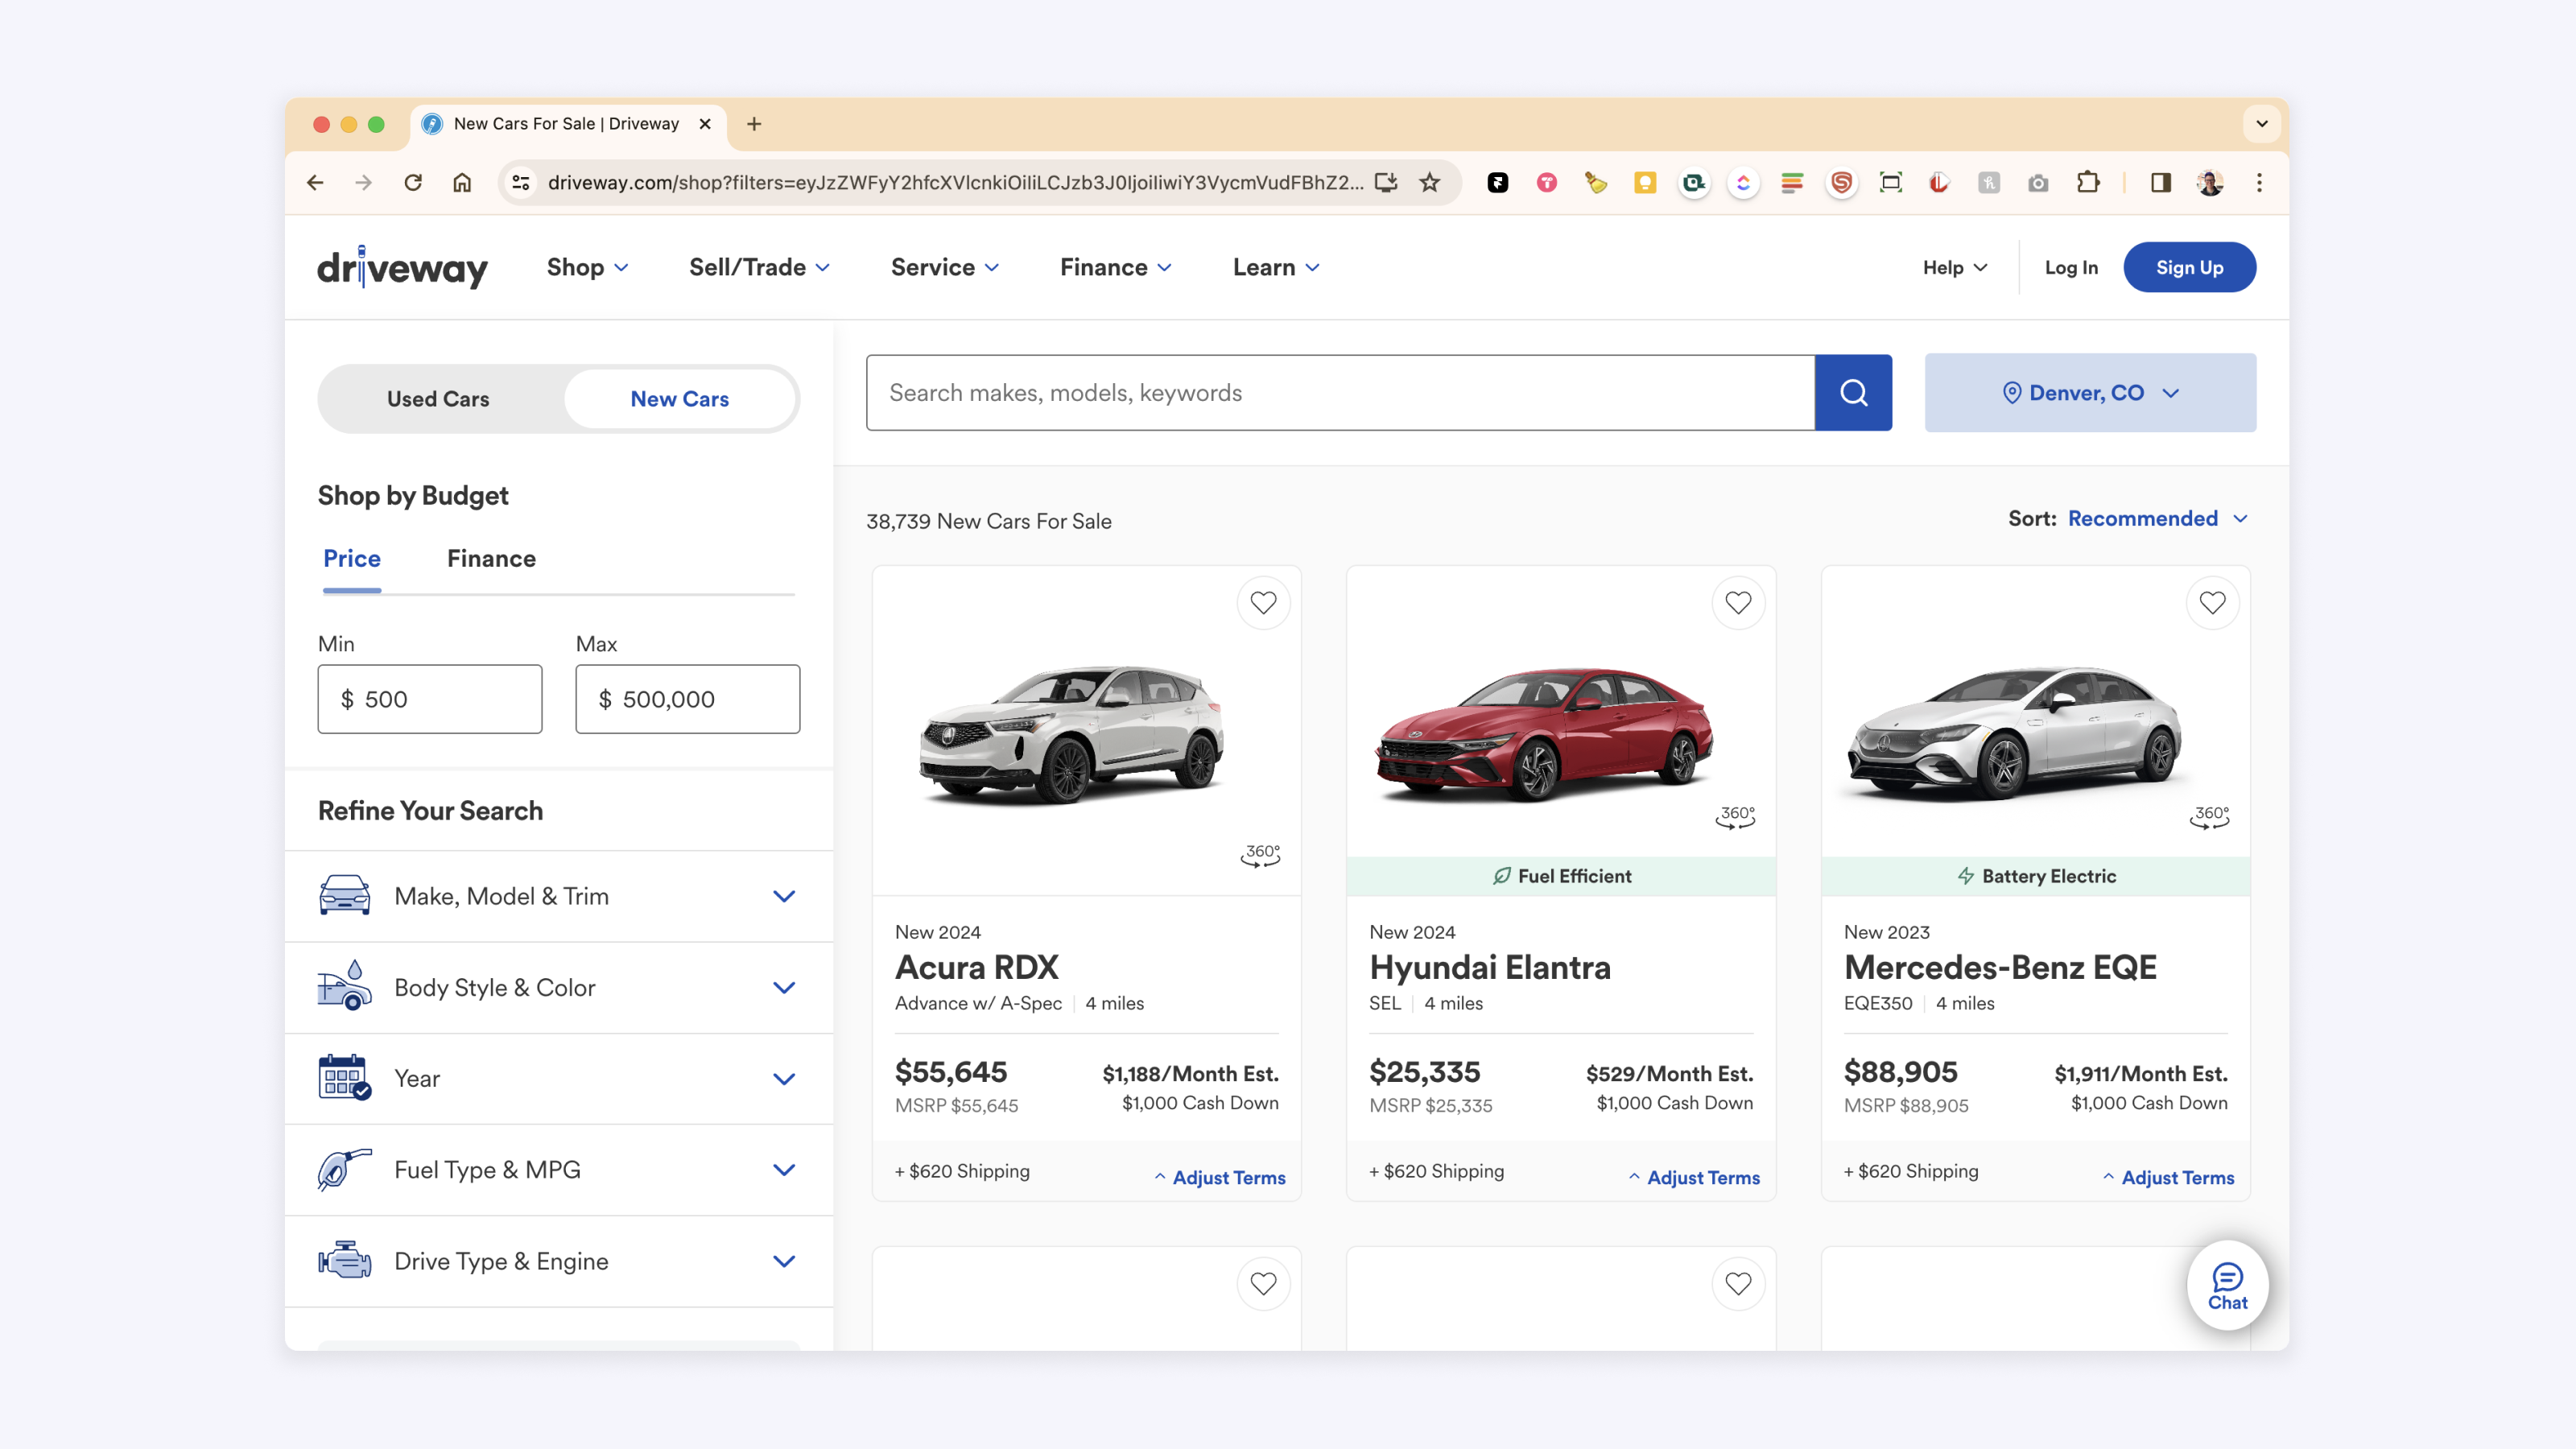 New Cars For Sale | Driveway
driveway.com/shop?filters=eyJzZWFyY2hfcXVlcnkiOiIiLCJzb3J0IjoiIiwiY3VycmVudFBhZ2...
driveway
Shop
Sell/Trade
Service
Finance
Learn
Help
Log In
Sign Up
Used Cars
New Cars
Search makes, models, keywords
Denver, CO
Shop by Budget
Price
Finance
Min
Max
$ 500
$ 500,000
Refine Your Search
Make, Model & Trim
Body Style & Color
Year
Fuel Type & MPG
Drive Type & Engine
38,739 New Cars For Sale
Sort: Recommended
360°
New 2024
Acura RDX
Advance w/ A-Spec | 4 miles
$55,645
$1,188/Month Est.
MSRP $55,645
$1,000 Cash Down
+ $620 Shipping
Adjust Terms
360°
Fuel Efficient
New 2024
Hyundai Elantra
SEL | 4 miles
$25,335
$529/Month Est.
MSRP $25,335
$1,000 Cash Down
+ $620 Shipping
Adjust Terms
360°
Battery Electric
New 2023
Mercedes-Benz EQE
EQE350 | 4 miles
$88,905
$1,911/Month Est.
MSRP $88,905
$1,000 Cash Down
+ $620 Shipping
Adjust Terms
Chat